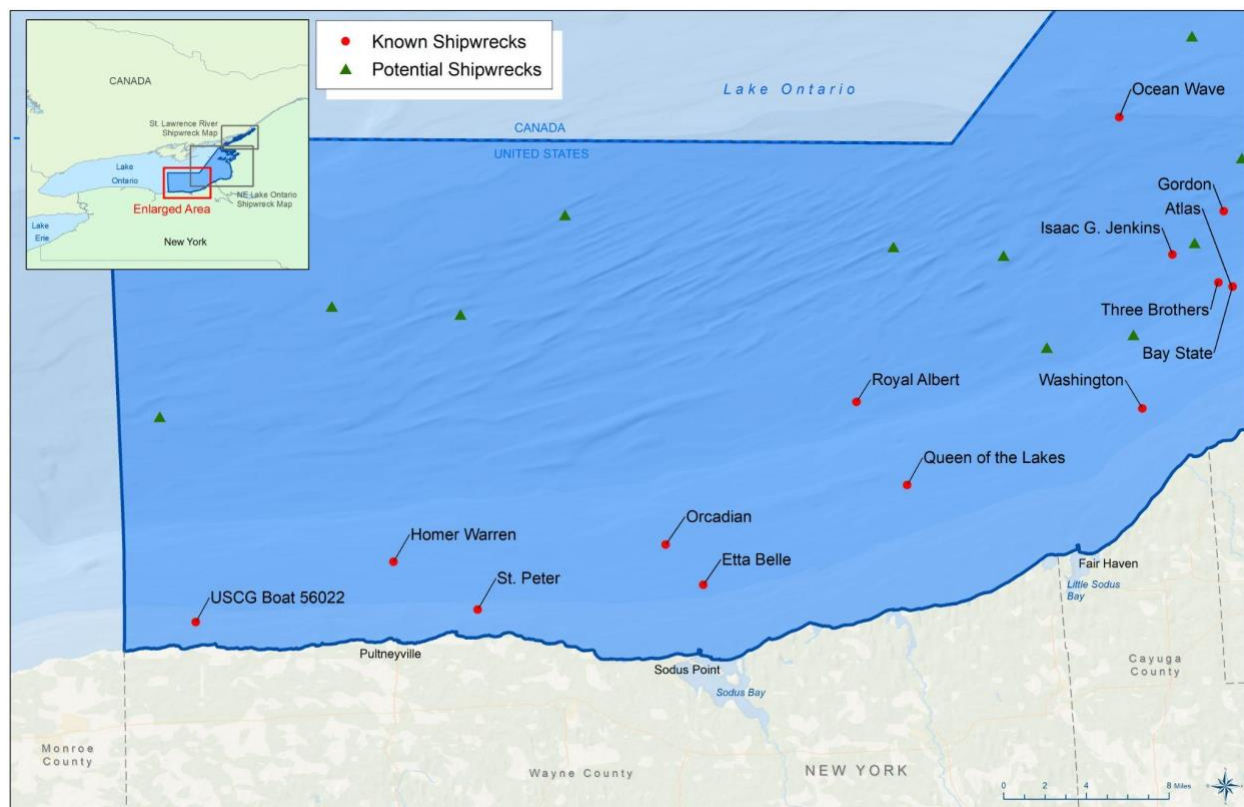 CANADA
St. Lawrence River
Shipwreck Map
Lake
Ontario
NE Lake Ontario
Shipwreck Map
Enlarged Area
Lake
Erie
New York
Known Shipwrecks
Potential Shipwrecks
Lake Ontario
CANADA
UNITED STATES
Ocean Wave
Gordon
Atlas
Isaac G. Jenkins
Three Brothers
Bay State
Royal Albert
Washington
Queen of the Lakes
Orcadian
Homer Warren
Etta Belle
St. Peter
USCG Boat 56022
Fair Haven
Little Sodus
Bay
Pultneyville
Sodus Point
Sodus Bay
Cayuga
County
Monroe
County
Wayne County
NEW YORK
0 2 4 8 Miles